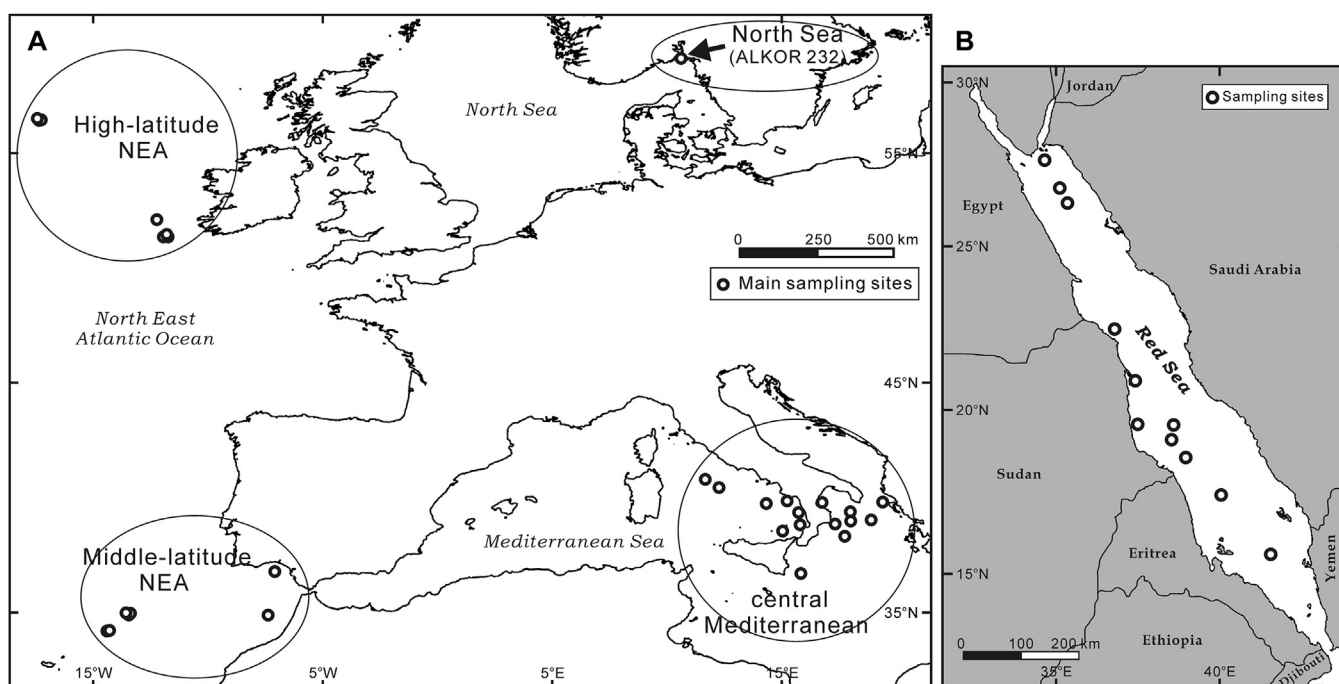 A
High-latitude
NEA
North Sea
(ALKOR 232)
North Sea
55°N
0 250 500 km
Main sampling sites
North East
Atlantic Ocean
45°N
Mediterranean Sea
Middle-latitude
NEA
central
Mediterranean
35°N
15°W
5°W
5°E
15°E
B
30°N
Jordan
Sampling sites
Egypt
25°N
Saudi Arabia
Red Sea
20°N
Sudan
Eritrea
Yemen
15°N
Ethiopia
0 100 200 km
35°N
40°N
Djibouti